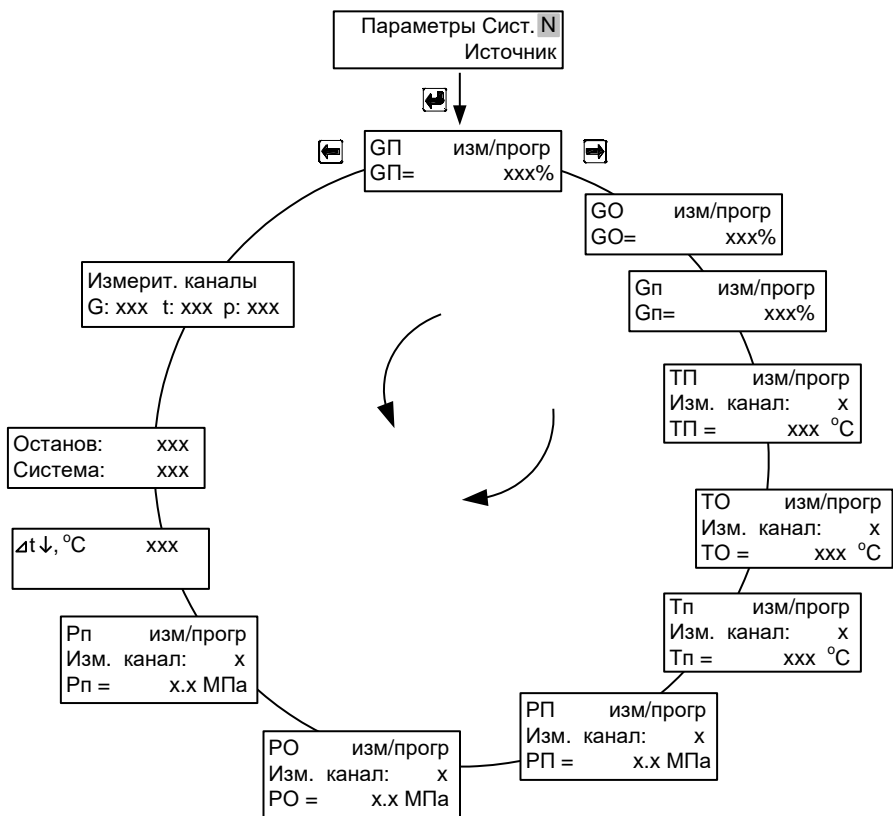 Параметры Сист. N
Источник
GП изм/прогр
GП= xxx%
GО изм/прогр
GО= xxx%
Gп изм/прогр
Gп= xxx%
ТП изм/прогр
Изм. канал: x
ТП = xxx °С
ТО изм/прогр
Изм. канал: x
ТО = xxx °С
Тп изм/прогр
Изм. канал: x
Тп = xxx °С
РП изм/прогр
Изм. канал: x
РП = x.x МПа
РО изм/прогр
Изм. канал: x
РО = x.x МПа
Рп изм/прогр
Изм. канал: x
Рп = x.x МПа
⊿t↓, °С xxx
Останов: xxx
Система: xxx
Измерит. каналы
G: xxx t: xxx p: xxx